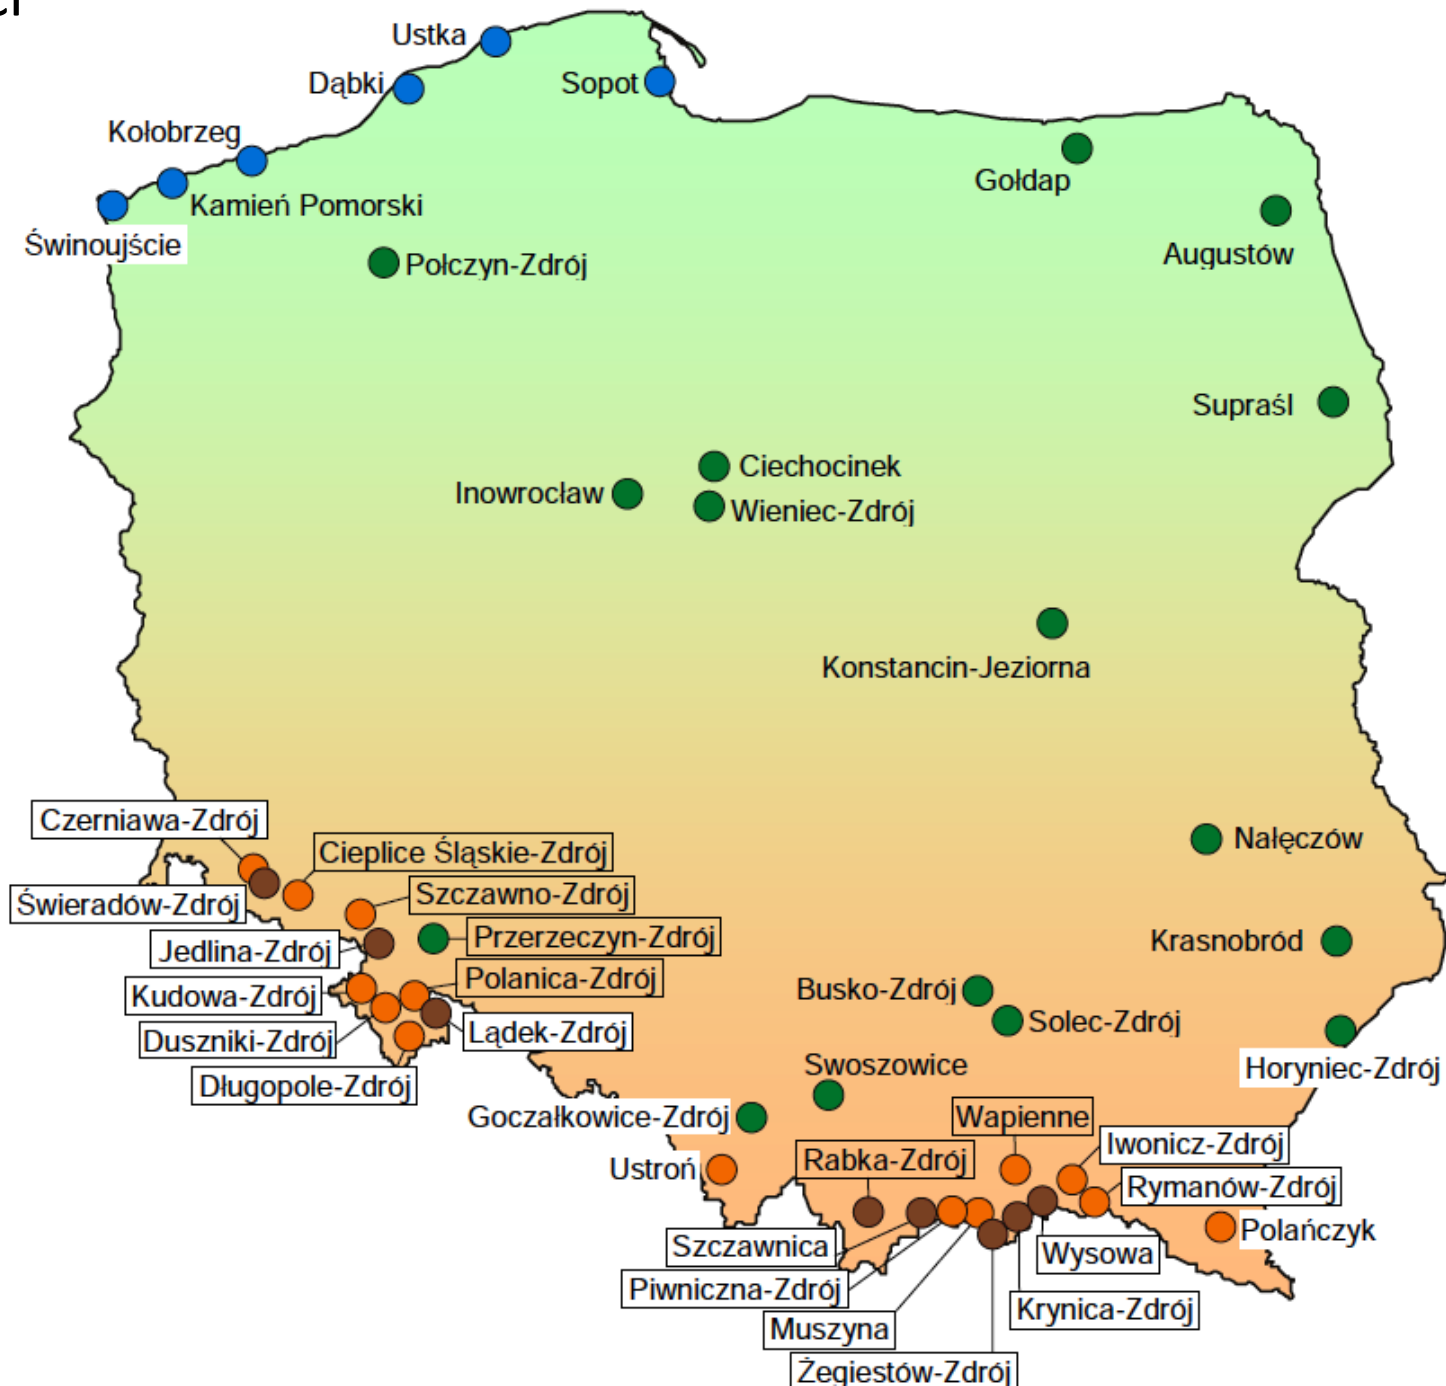 Ustka
Dąbki
Sopot
Kołobrzeg
Kamień Pomorski
Świnoujście
Gołdap
Augustów
Połczyn-Zdrój
Supraśl
Ciechocinek
Inowrocław
Wieniec-Zdrój
Konstancin-Jeziorna
Czerniawa-Zdrój
Cieplice Śląskie-Zdrój
Nałęczów
Szczawno-Zdrój
Świeradów-Zdrój
Przerzeczyn-Zdrój
Krasnobród
Jedlina-Zdrój
Polanica-Zdrój
Kudowa-Zdrój
Busko-Zdrój
Solec-Zdrój
Lądek-Zdrój
Duszniki-Zdrój
Swoszowice
Horyniec-Zdrój
Długopole-Zdrój
Goczałkowice-Zdrój
Wapienne
Iwonicz-Zdrój
Rabka-Zdrój
Ustroń
Rymanów-Zdrój
Polańczyk
Szczawnica
Wysowa
Piwniczna-Zdrój
Krynica-Zdrój
Muszyna
Żegiestów-Zdrój